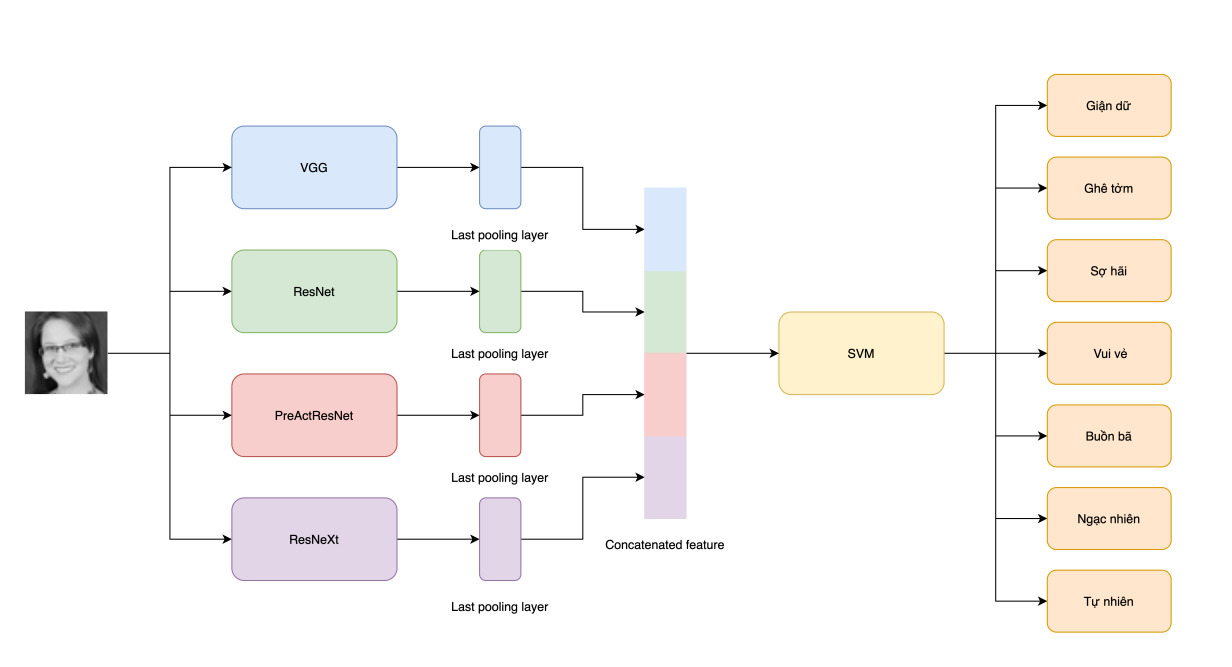 VGG
Last pooling layer
ResNet
Last pooling layer
PreActResNet
Last pooling layer
ResNeXt
Last pooling layer
Concatenated feature
SVM
Giận dữ
Ghê tởm
Sợ hãi
Vui vẻ
Buồn bã
Ngạc nhiên
Tự nhiên